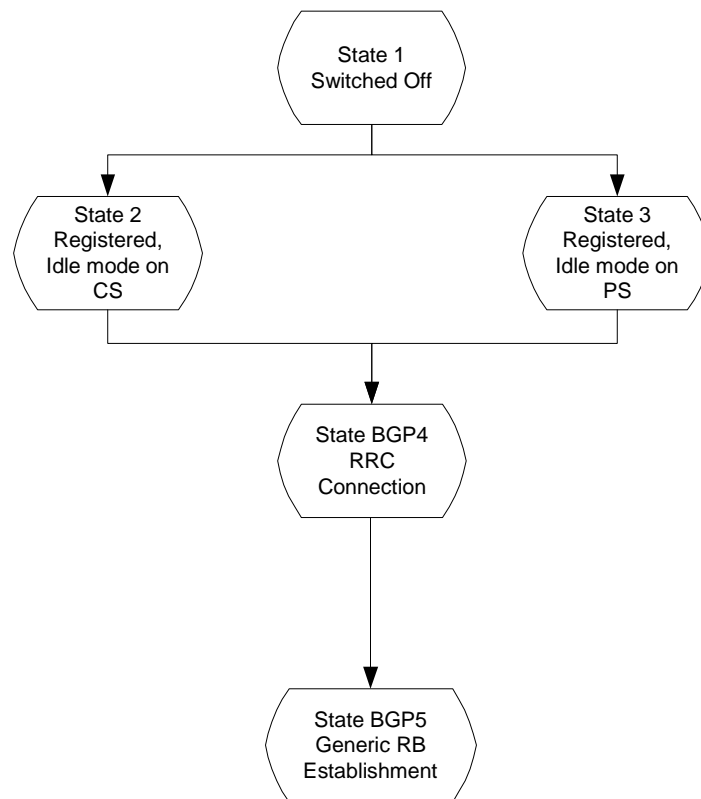 State 1
Switched Off
State 2
Registered,
Idle mode on
CS
State 3
Registered,
Idle mode on
PS
State BGP4
RRC
Connection
State BGP5
Generic RB
Establishment